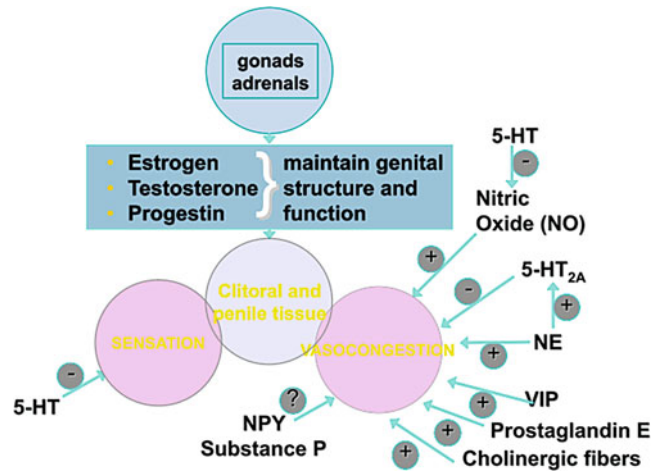 gonads
adrenals
• Estrogen
• Testosterone
• Progestin
}
maintain genital
structure and
function
5-HT
-
Nitric
Oxide (NO)
+
5-HT2A
-
+
NE
+
Clitoral and
penile tissue
SENSATION
VASOCONGESTION
-
5-HT
?
NPY
Substance P
VIP
+
Prostaglandin E
+
Cholinergic fibers
+